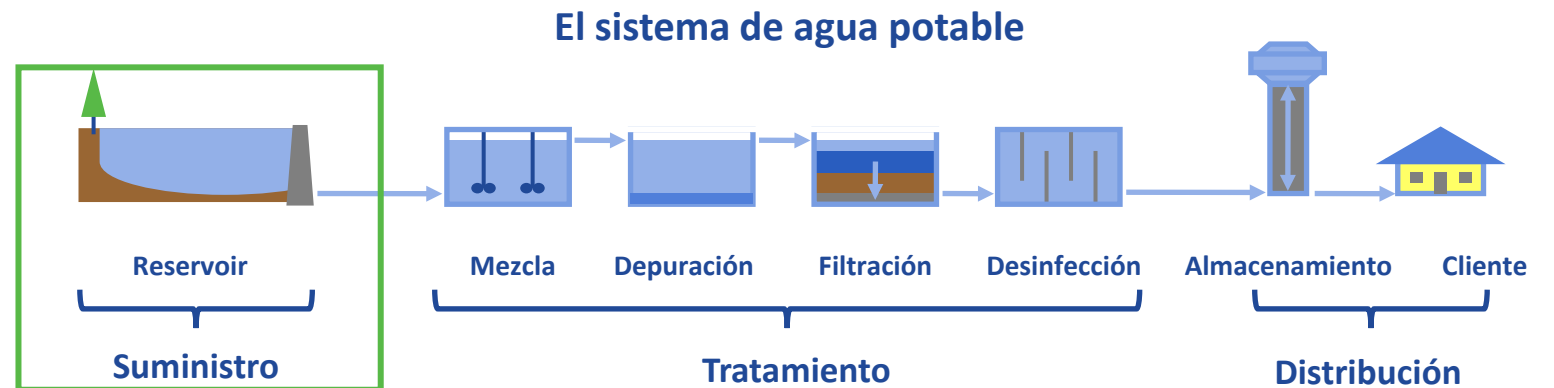 El sistema de agua potable
Reservoir
Mezcla
Depuración
Filtración
Desinfección
Almacenamiento
Cliente
Suministro
Tratamiento
Distribución